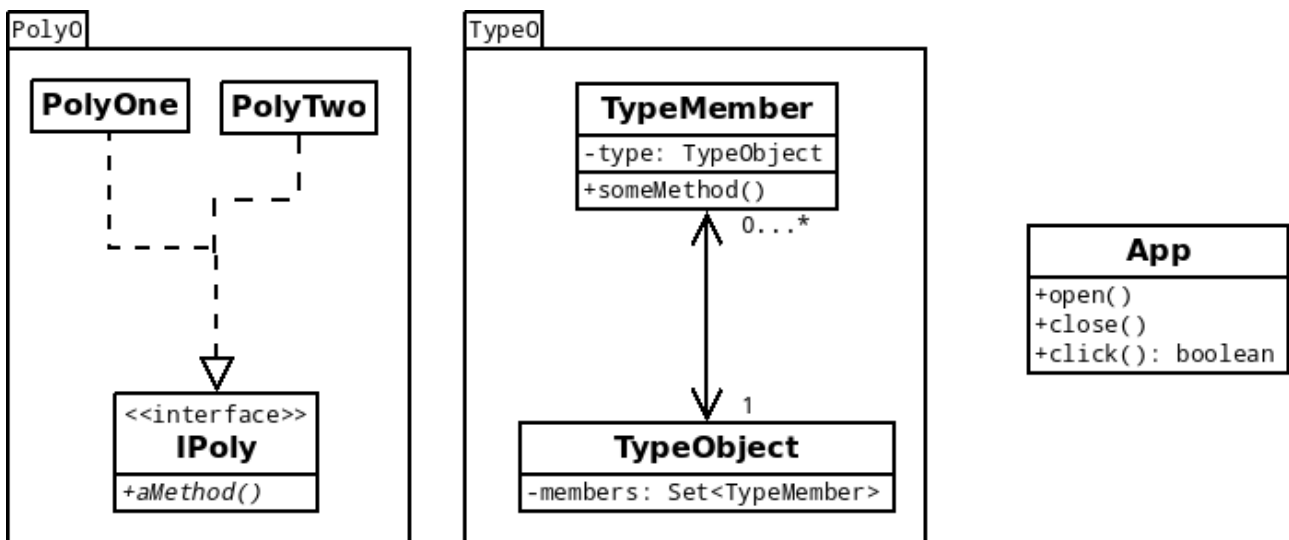 PolyO
PolyOne
PolyTwo
<<interface>>
IPoly
+aMethod()
TypeO
TypeMember
-type: TypeObject
+someMethod()
0...*
1
TypeObject
-members: Set<TypeMember>
App
+open()
+close()
+click(): boolean